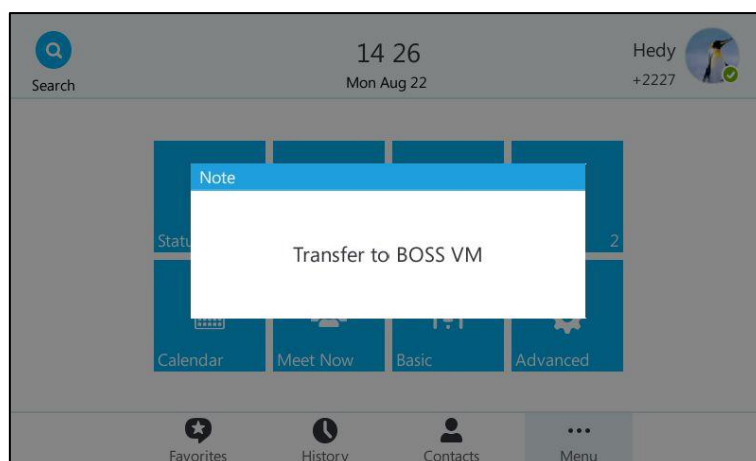 14 26
Hedy
Search
Mon Aug 22
+2227
Note
Transfer to BOSS VM
2
Calendar
Meet Now
Basic
Advanced
Favorites
History
Contacts
Menu